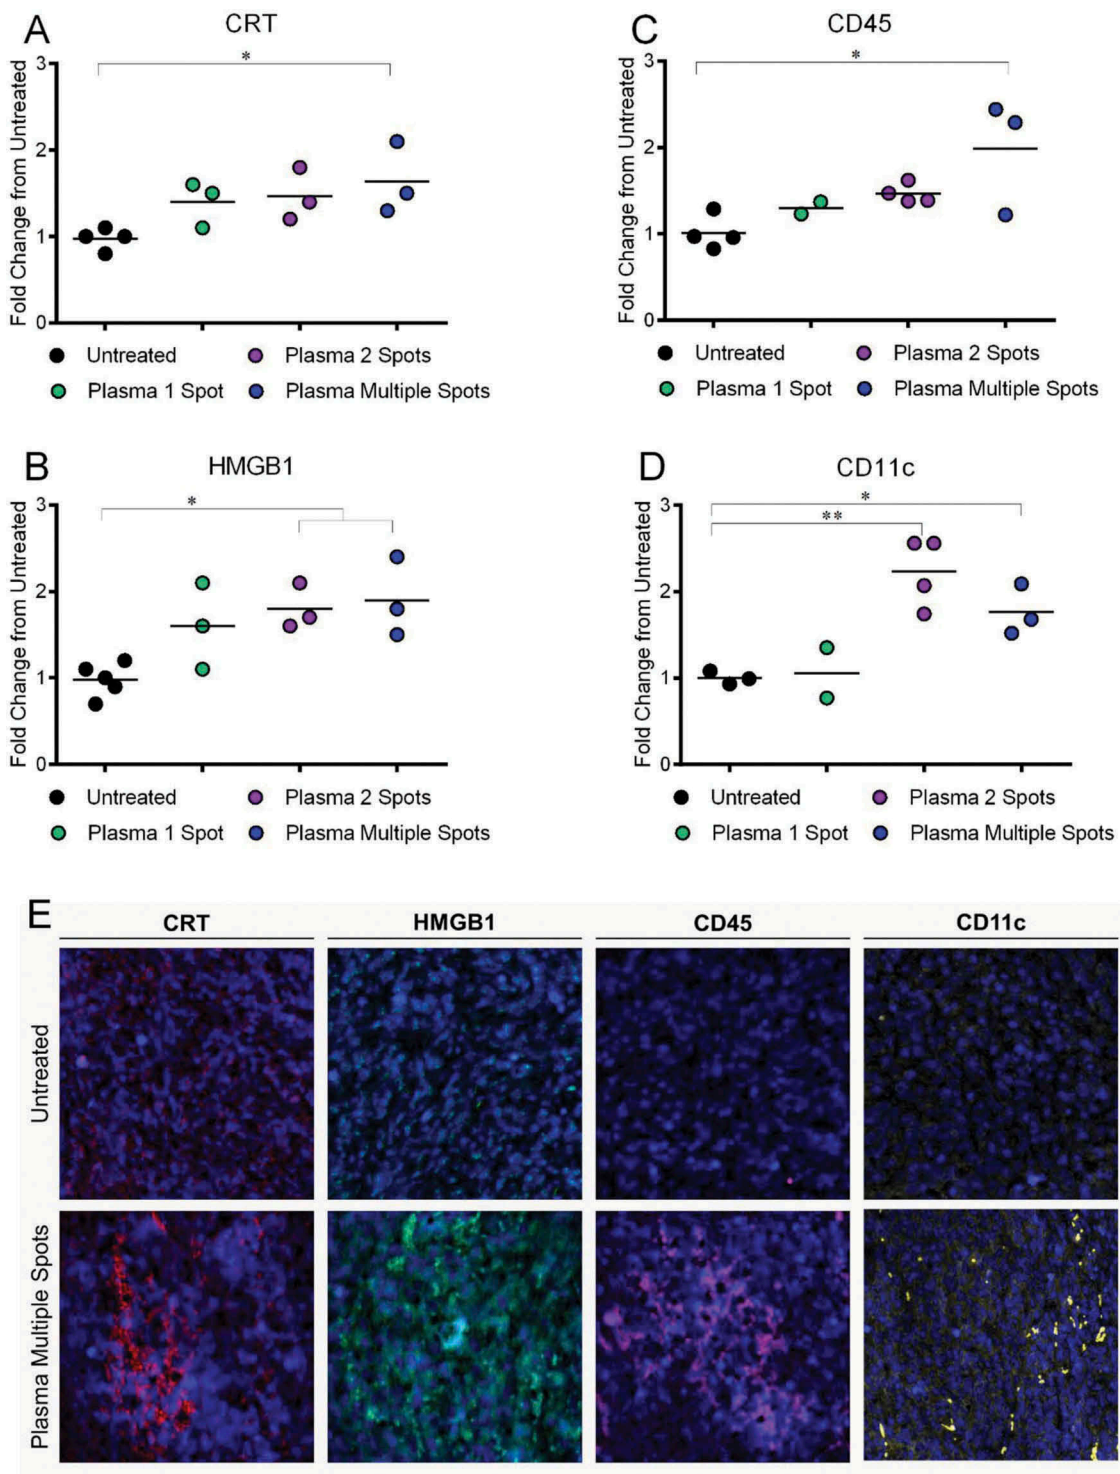 A
CRT
Fold Change from Untreated
*
3
2
1
0
Untreated
Plasma 2 Spots
Plasma 1 Spot
Plasma Multiple Spots
C
CD45
Fold Change from Untreated
*
3
2
1
0
Untreated
Plasma 2 Spots
Plasma 1 Spot
Plasma Multiple Spots
B
HMGB1
Fold Change from Untreated
*
3
2
1
0
Untreated
Plasma 2 Spots
Plasma 1 Spot
Plasma Multiple Spots
D
CD11c
Fold Change from Untreated
*
**
3
2
1
0
Untreated
Plasma 2 Spots
Plasma 1 Spot
Plasma Multiple Spots
E
CRT
HMGB1
CD45
CD11c
Untreated
Plasma Multiple Spots